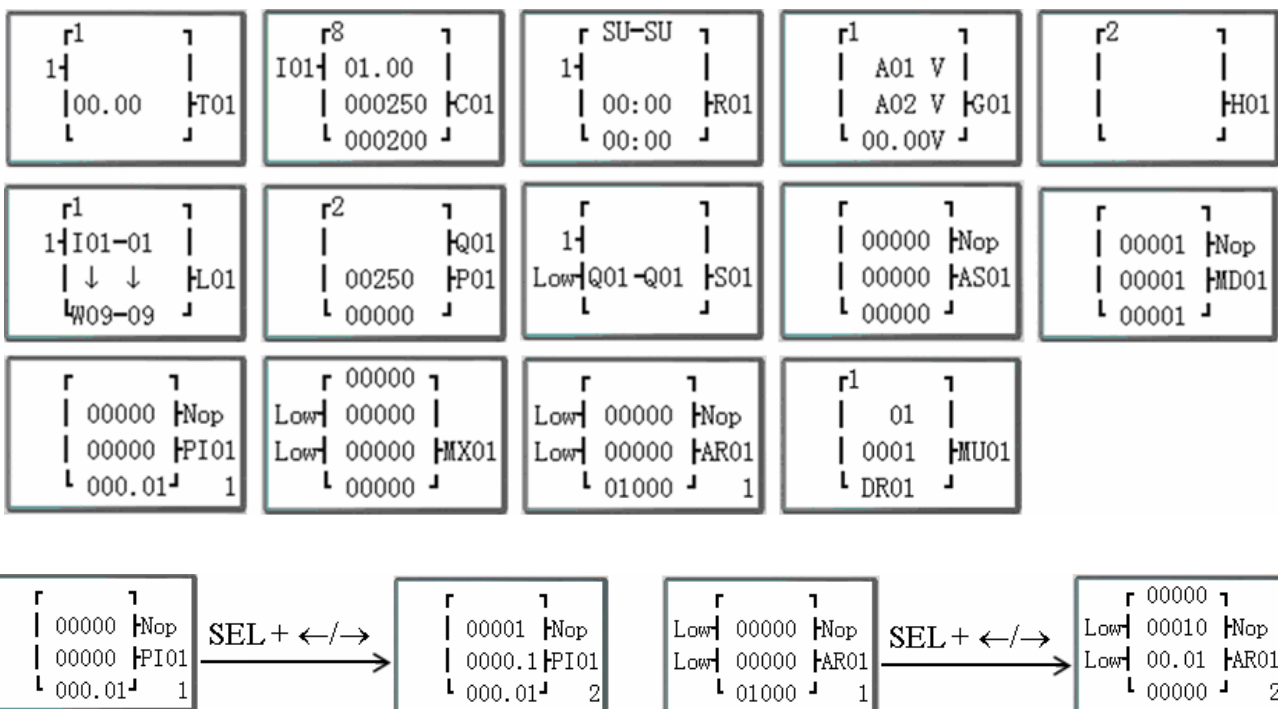 1
1
00.00 T01
8
I01 01.00
000250 C01
000200
SU-SU
1
00:00 R01
00:00
1
A01 V
A02 V G01
00.00V
2
H01
1
1 I01-01
↓ ↓ L01
W09-09
2
Q01
00250 P01
00000
1
Low Q01-Q01 S01
00000 Nop
00000 AS01
00000
00001 Nop
00001 MD01
00001
00000 Nop
00000 PI01
000.01 1
00000
Low 00000
Low 00000 MX01
00000
Low 00000 Nop
Low 00000 AR01
01000 1
1
01
0001 MU01
DR01
00000 Nop
00000 PI01
000.01 1
SEL + ←/→
00001 Nop
0000.1 PI01
000.01 2
Low 00000 Nop
Low 00000 AR01
01000 1
SEL + ←/→
00000
Low 00010 Nop
Low 00.01 AR01
00000 2